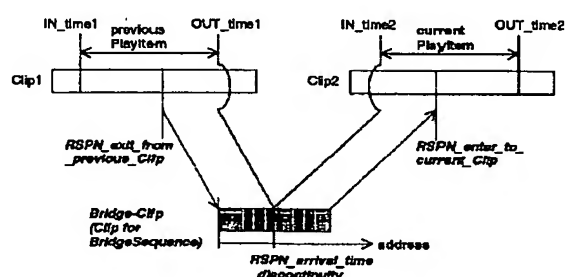 IN_time1 previous PlayItem OUT_time1
IN_time2 current PlayItem OUT_time2
Clip1
Clip2
RSPN_exit_from
_previous_Clip
RSPN_enter_to_
current_Clip
Bridge-Clip
(Clip for
BridgeSequence)
address
RSPN_arrival_time
discontinuity